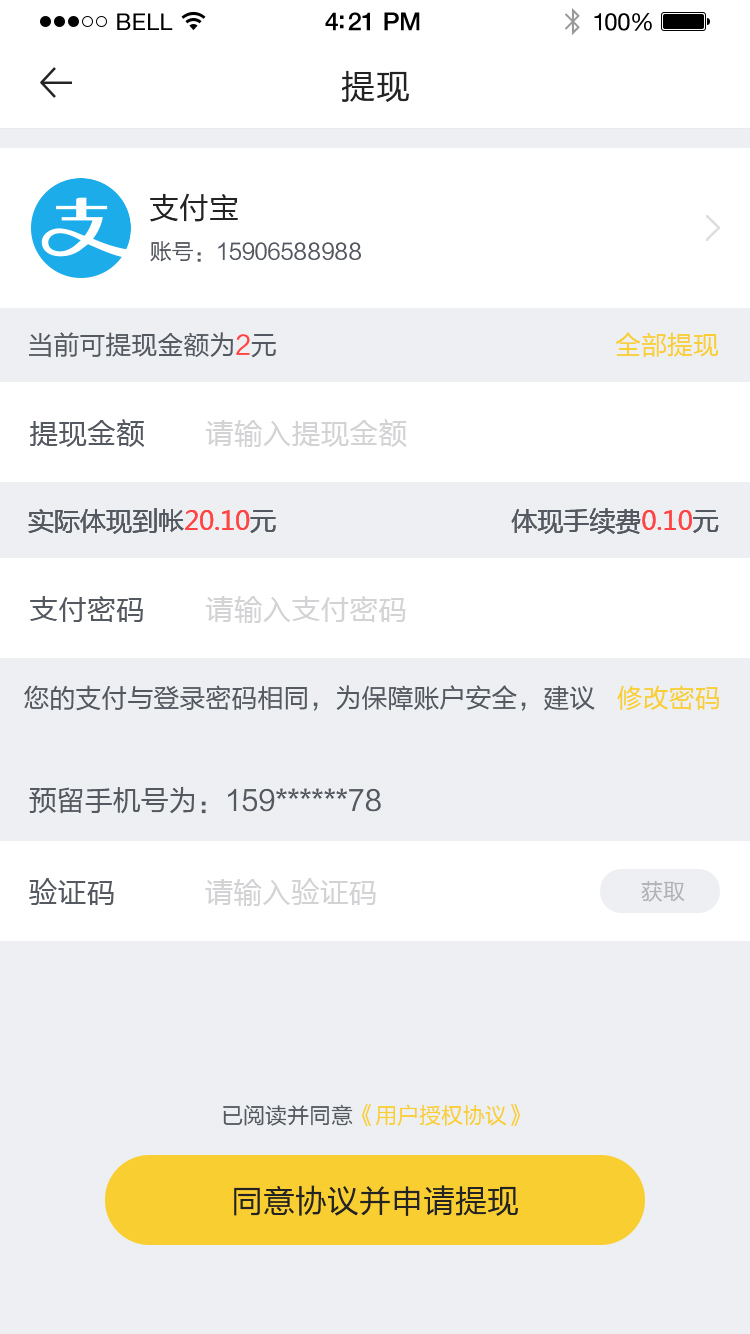 BELL 4:21 PM 100%
提现
支付宝
账号：15906588988
当前可提现金额为2元 全部提现
提现金额 请输入提现金额
实际体现到帐20.10元 体现手续费0.10元
支付密码 请输入支付密码
您的支付与登录密码相同，为保障账户安全，建议 修改密码
预留手机号为：159******78
验证码 请输入验证码 获取
已阅读并同意《用户授权协议》
同意协议并申请提现